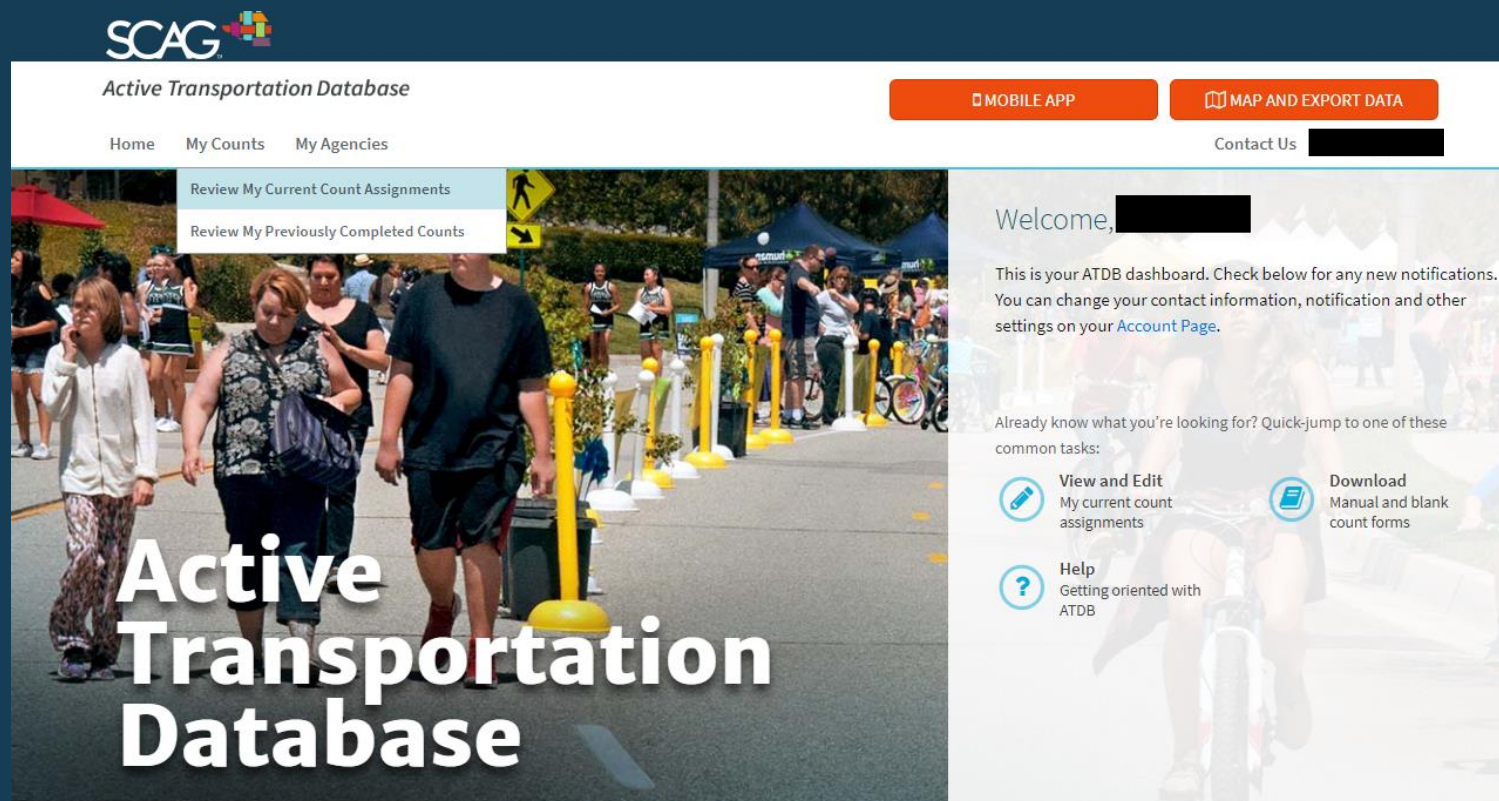 SCAG
Active Transportation Database
MOBILE APP
MAP AND EXPORT DATA
Home
My Counts
My Agencies
Contact Us
Review My Current Count Assignments
Review My Previously Completed Counts
Active
Transportation
Database
Welcome,
This is your ATDB dashboard. Check below for any new notifications.
You can change your contact information, notification and other
settings on your Account Page.
Already know what you're looking for? Quick-jump to one of these
common tasks:
View and Edit
My current count
assignments
Download
Manual and blank
count forms
?
Help
Getting oriented with
ATDB